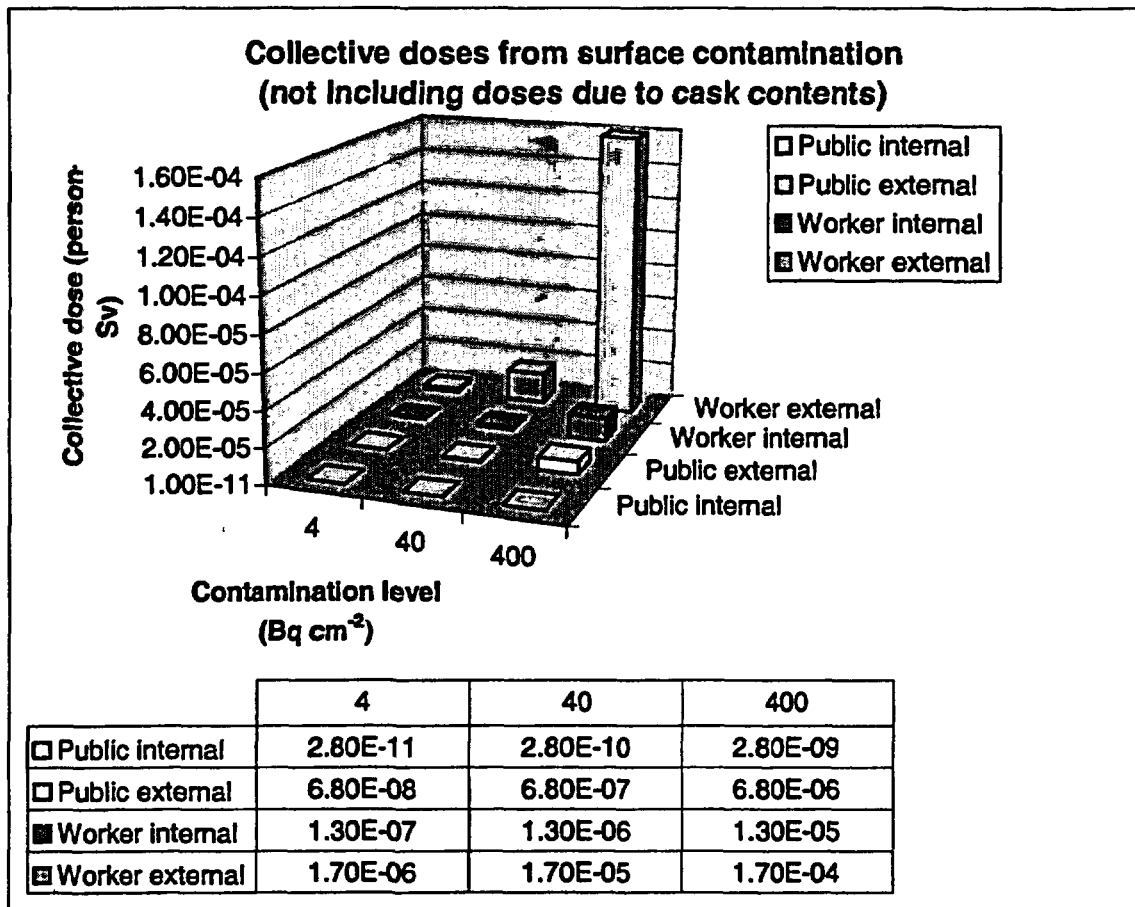 Collective doses from surface contamination
(not including doses due to cask contents)
Public internal
Public external
Worker internal
Worker external
Collective dose (person-
Sv)
1.60E-04
1.40E-04
1.20E-04
1.00E-04
8.00E-05
6.00E-05
4.00E-05
2.00E-05
1.00E-11
Worker external
Worker internal
Public external
Public internal
4
40
400
Contamination level
(Bq cm⁻²)
4 40 400
Public internal 2.80E-11 2.80E-10 2.80E-09
Public external 6.80E-08 6.80E-07 6.80E-06
Worker internal 1.30E-07 1.30E-06 1.30E-05
Worker external 1.70E-06 1.70E-05 1.70E-04